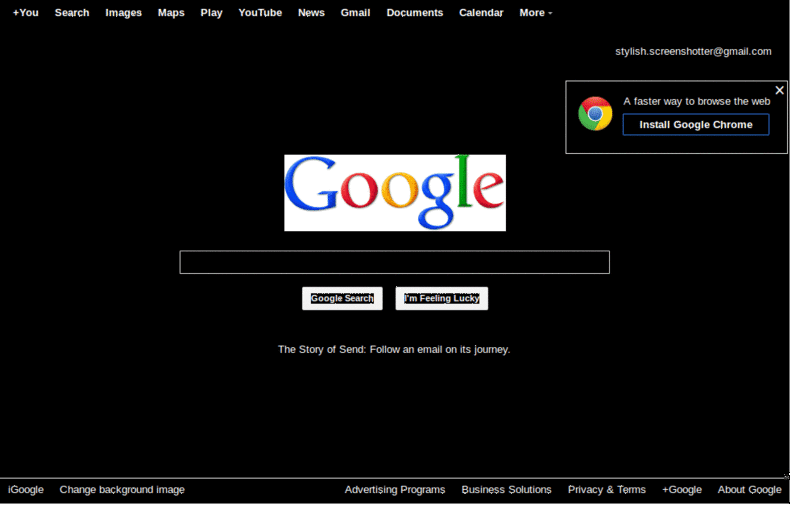 +You Search Images Maps Play YouTube News Gmail Documents Calendar More
stylish.screenshotter@gmail.com
A faster way to browse the web
Install Google Chrome
Google
Google Search I'm Feeling Lucky
The Story of Send: Follow an email on its journey.
iGoogle Change background image Advertising Programs Business Solutions Privacy & Terms +Google About Google